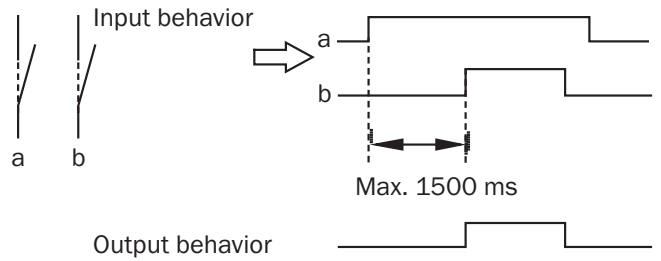 Input behavior
a
b
a b
Max. 1500 ms
Output behavior